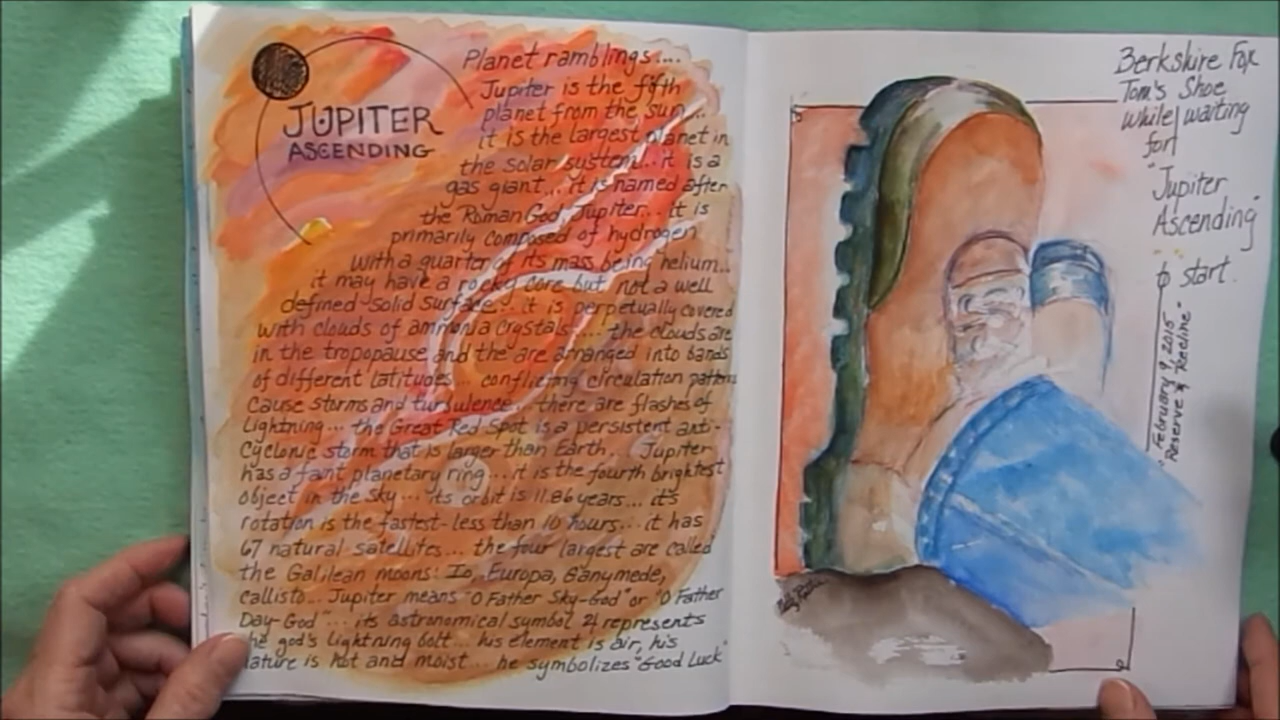 JUPITER
ASCENDING
Planet ramblings....
Jupiter is the fifth
planet from the sun...
it is the largest planet in
the solar system... it is a
gas giant... it is named after
the Roman God, Jupiter... it is
primarily composed of hydrogen
with a quarter of its mass being helium...
it may have a rocky core but not a well
defined solid surface... it is perpetually covered
with clouds of ammonia crystals.... the clouds are
in the tropopause and the are arranged into bands
of different latitudes... conflicting circulation patterns
cause storms and turbulence... there are flashes of
lightning... the Great Red Spot is a persistent anti-
cyclonic storm that is larger than Earth... Jupiter
has a faint planetary ring... it is the fourth brightest
object in the sky... its orbit is 11.86 years... it's
rotation is the fastest-less than 10 hours... it has
67 natural satellites... the four largest are called
the Galilean moons: Io, Europa, Ganymede,
Callisto... Jupiter means "O Father Sky-God" or "O Father
Day-God"... its astronomical symbol ♃ represents
the god's lightning bolt... his element is air, his
nature is hot and moist... he symbolizes "Good Luck"
Berkshire Fox
Tom's Shoe
while waiting
for
"Jupiter
Ascending"
to start.
"February 9, 2015
Reserve & Recline"